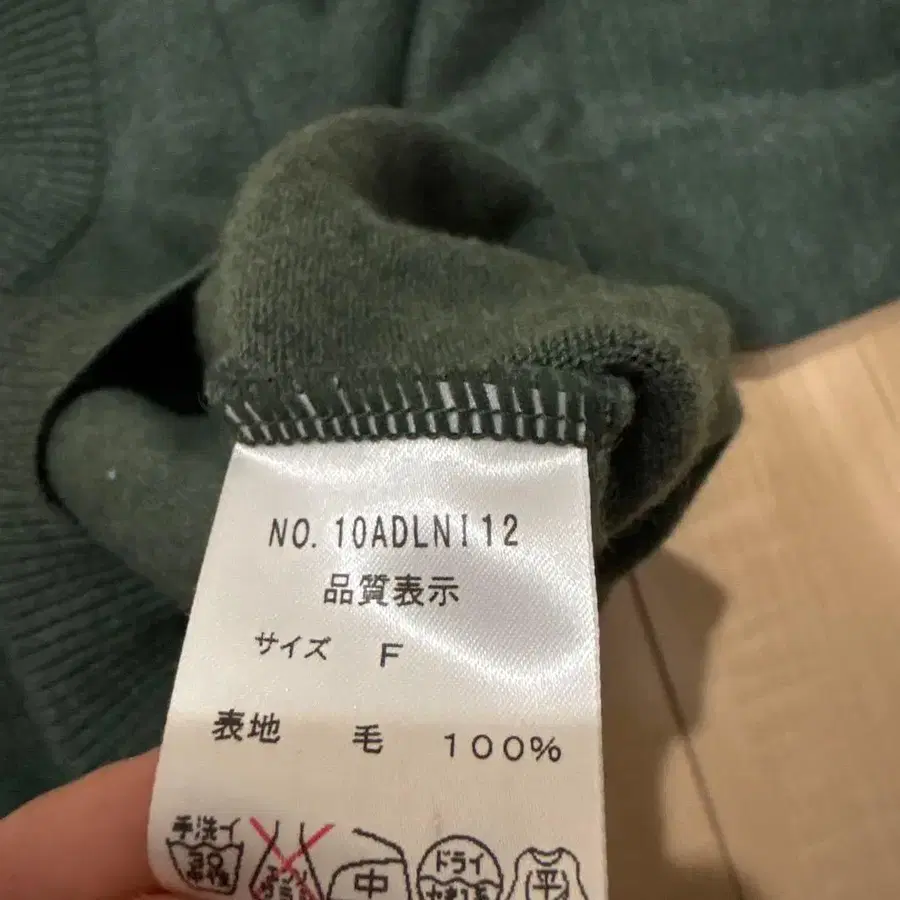 NO. 10ADLNI12
品質表示
サイズ F
表地 毛 100%
手洗イ
30
中
ドライ
平